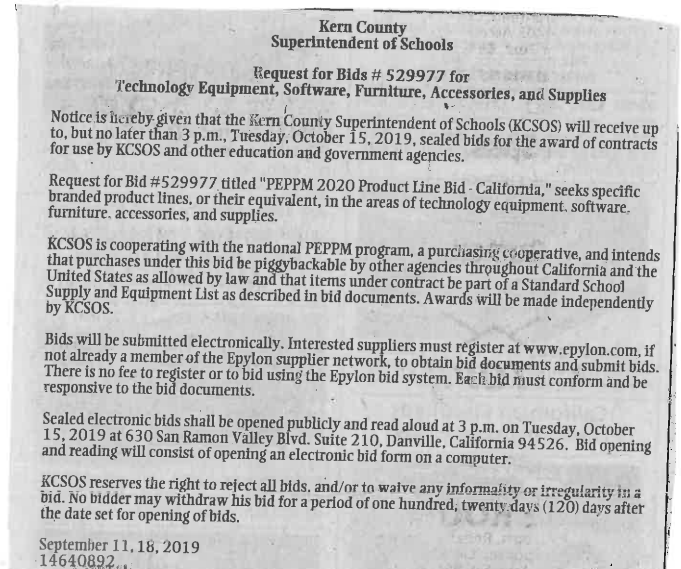 Kern County
Superintendent of Schools
Request for Bids # 529977 for
Technology Equipment, Software, Furniture, Accessories, and Supplies
Notice is hereby given that the Kern County Superintendent of Schools (KCSOS) will receive up
to, but no later than 3 p.m., Tuesday, October 15, 2019, sealed bids for the award of contracts
for use by KCSOS and other education and government agencies.
Request for Bid #529977 titled "PEPPM 2020 Product Line Bid - California," seeks specific
branded product lines, or their equivalent, in the areas of technology equipment, software,
furniture, accessories, and supplies.
KCSOS is cooperating with the national PEPPM program, a purchasing cooperative, and intends
that purchases under this bid be piggybackable by other agencies throughout California and the
United States as allowed by law and that items under contract be part of a Standard School
Supply and Equipment List as described in bid documents. Awards will be made independently
by KCSOS.
Bids will be submitted electronically. Interested suppliers must register at www.epylon.com, if
not already a member of the Epylon supplier network, to obtain bid documents and submit bids.
There is no fee to register or to bid using the Epylon bid system. Each bid must conform and be
responsive to the bid documents.
Sealed electronic bids shall be opened publicly and read aloud at 3 p.m. on Tuesday, October
15, 2019 at 630 San Ramon Valley Blvd. Suite 210, Danville, California 94526. Bid opening
and reading will consist of opening an electronic bid form on a computer.
KCSOS reserves the right to reject all bids, and/or to waive any informality or irregularity in a
bid. No bidder may withdraw his bid for a period of one hundred, twenty days (120) days after
the date set for opening of bids.
September 11, 18, 2019
14640892